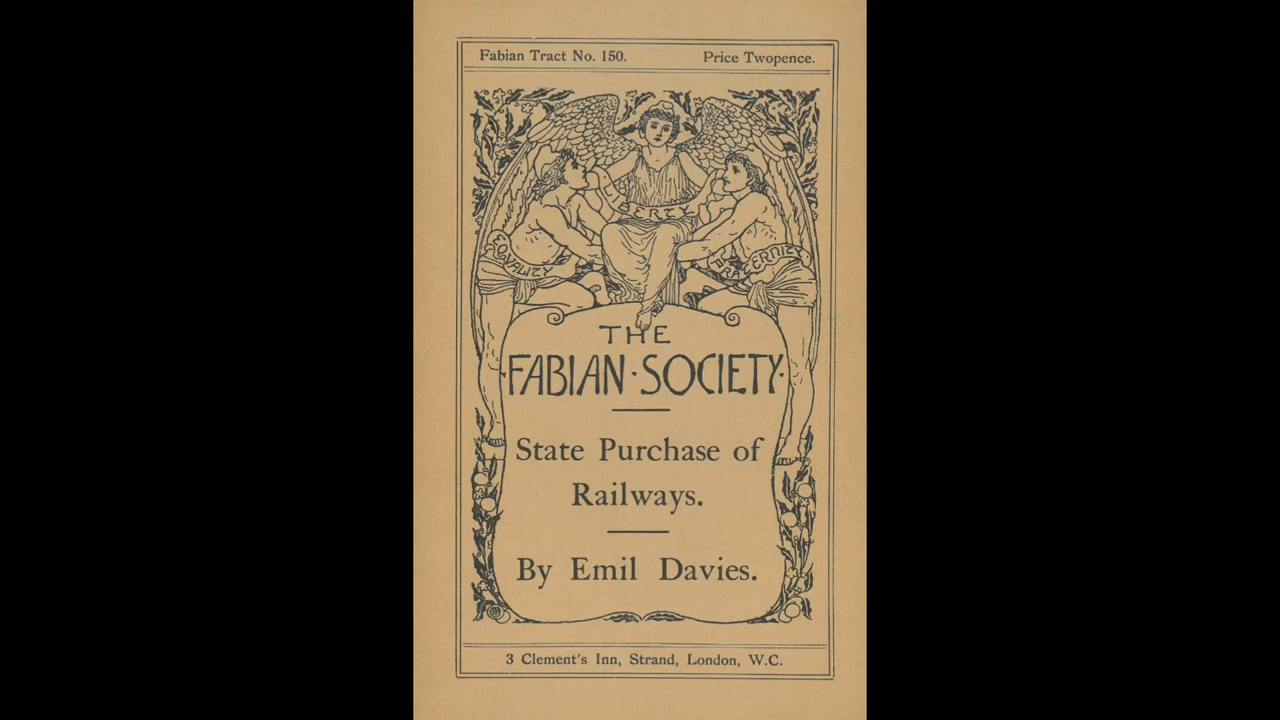 Fabian Tract No. 150. Price Twopence.
LIBERTY
EQVALITY
FRATERNITY
THE
FABIAN·SOCIETY·
State Purchase of
Railways.
By Emil Davies.
3 Clement's Inn, Strand, London, W.C.